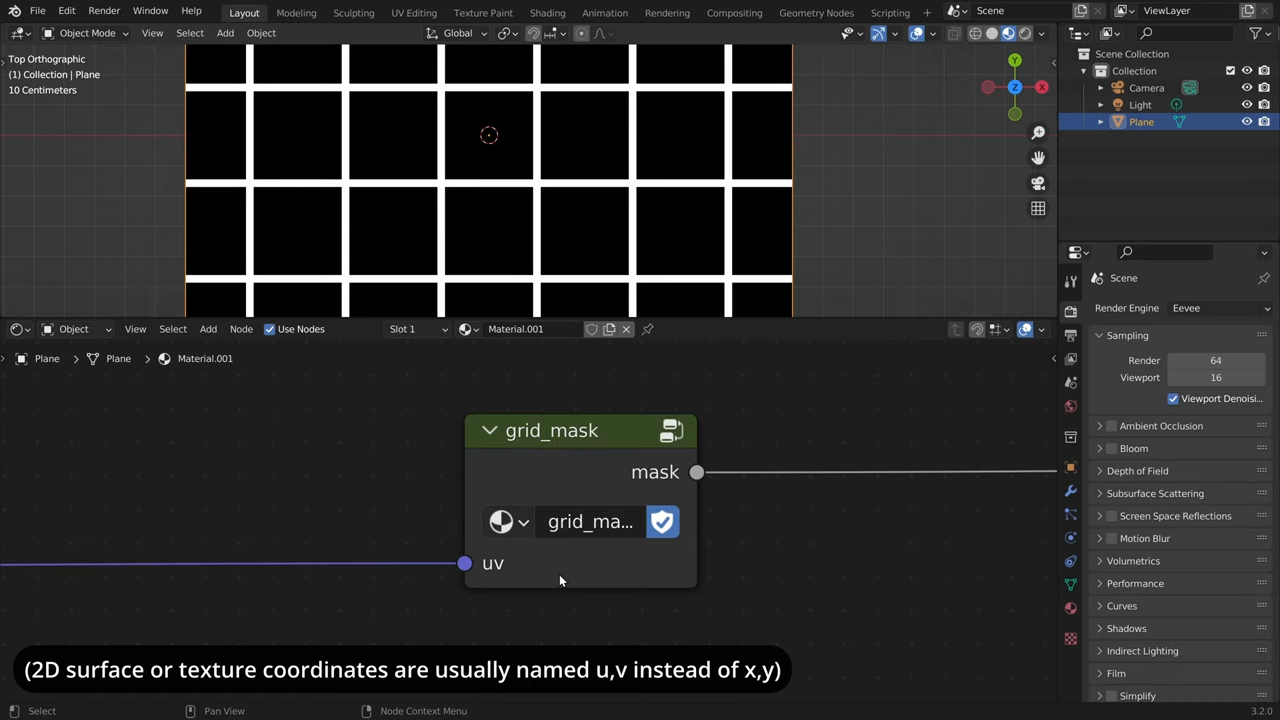 File Edit Render Window Help Layout Modeling Sculpting UV Editing Texture Paint Shading Animation Rendering Compositing Geometry Nodes Scripting + Scene ViewLayer
Object Mode View Select Add Object Global
Top Orthographic
(1) Collection | Plane
10 Centimeters
Y
Z
X
Scene Collection
Collection
Camera
Light
Plane
Scene
Render Engine Eevee
Sampling
Render 64
Viewport 16
Viewport Denoisi...
Ambient Occlusion
Bloom
Depth of Field
Subsurface Scattering
Screen Space Reflections
Motion Blur
Volumetrics
Performance
Curves
Shadows
Indirect Lighting
Film
Simplify
Object View Select Add Node Use Nodes Slot 1 Material.001
Plane Plane Material.001
grid_mask
mask
grid_ma...
uv
(2D surface or texture coordinates are usually named u,v instead of x,y)
Select Pan View Node Context Menu 3.2.0